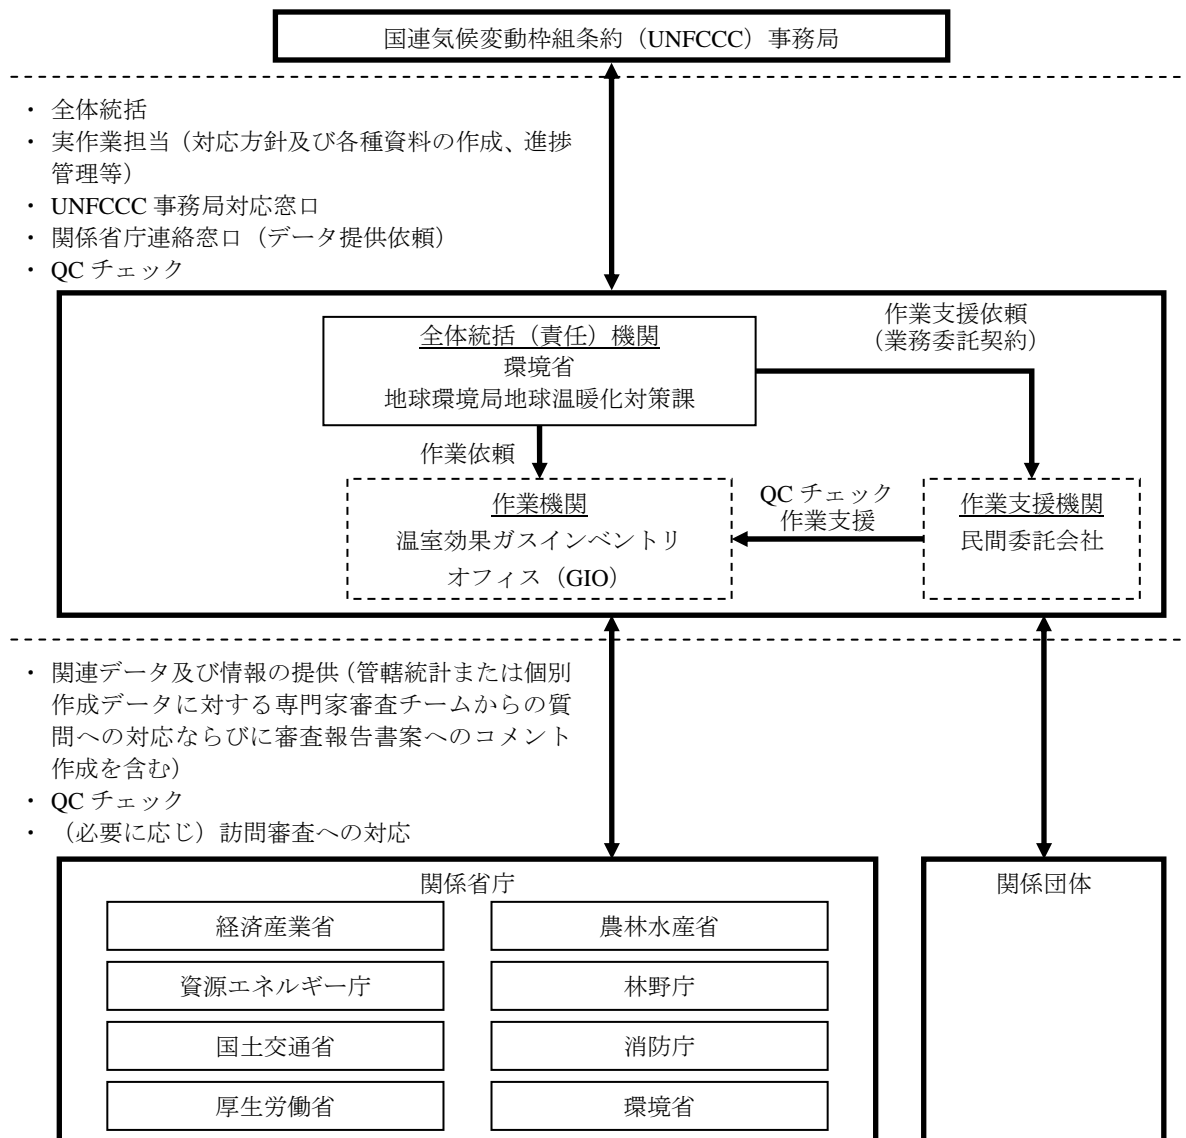 国連気候変動枠組条約（UNFCCC）事務局
・ 全体統括
・ 実作業担当（対応方針及び各種資料の作成、進捗
管理等）
・ UNFCCC 事務局対応窓口
・ 関係省庁連絡窓口（データ提供依頼）
・ QC チェック
全体統括（責任）機関
環境省
地球環境局地球温暖化対策課
作業支援依頼
（業務委託契約）
作業依頼
作業機関
温室効果ガスインベントリ
オフィス（GIO）
QC チェック
作業支援
作業支援機関
民間委託会社
・ 関連データ及び情報の提供（管轄統計または個別
作成データに対する専門家審査チームからの質
問への対応ならびに審査報告書案へのコメント
作成を含む）
・ QC チェック
・ （必要に応じ）訪問審査への対応
関係省庁
経済産業省
農林水産省
資源エネルギー庁
林野庁
国土交通省
消防庁
厚生労働省
環境省
関係団体